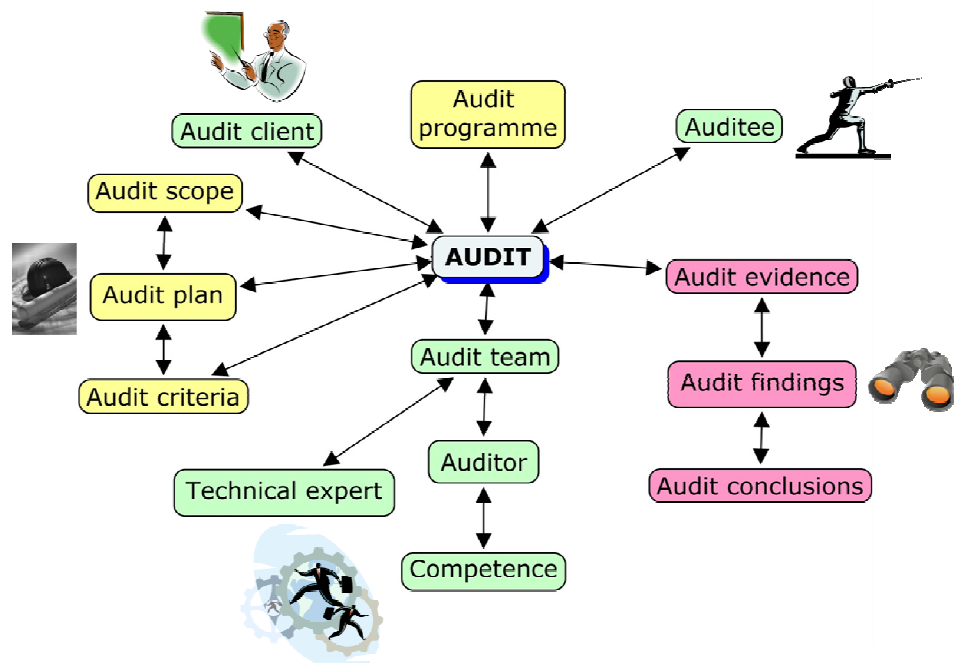 Audit
programme
Audit client
Auditee
Audit scope
AUDIT
Audit evidence
Audit plan
Audit team
Audit findings
Audit criteria
Auditor
Technical expert
Audit conclusions
Competence